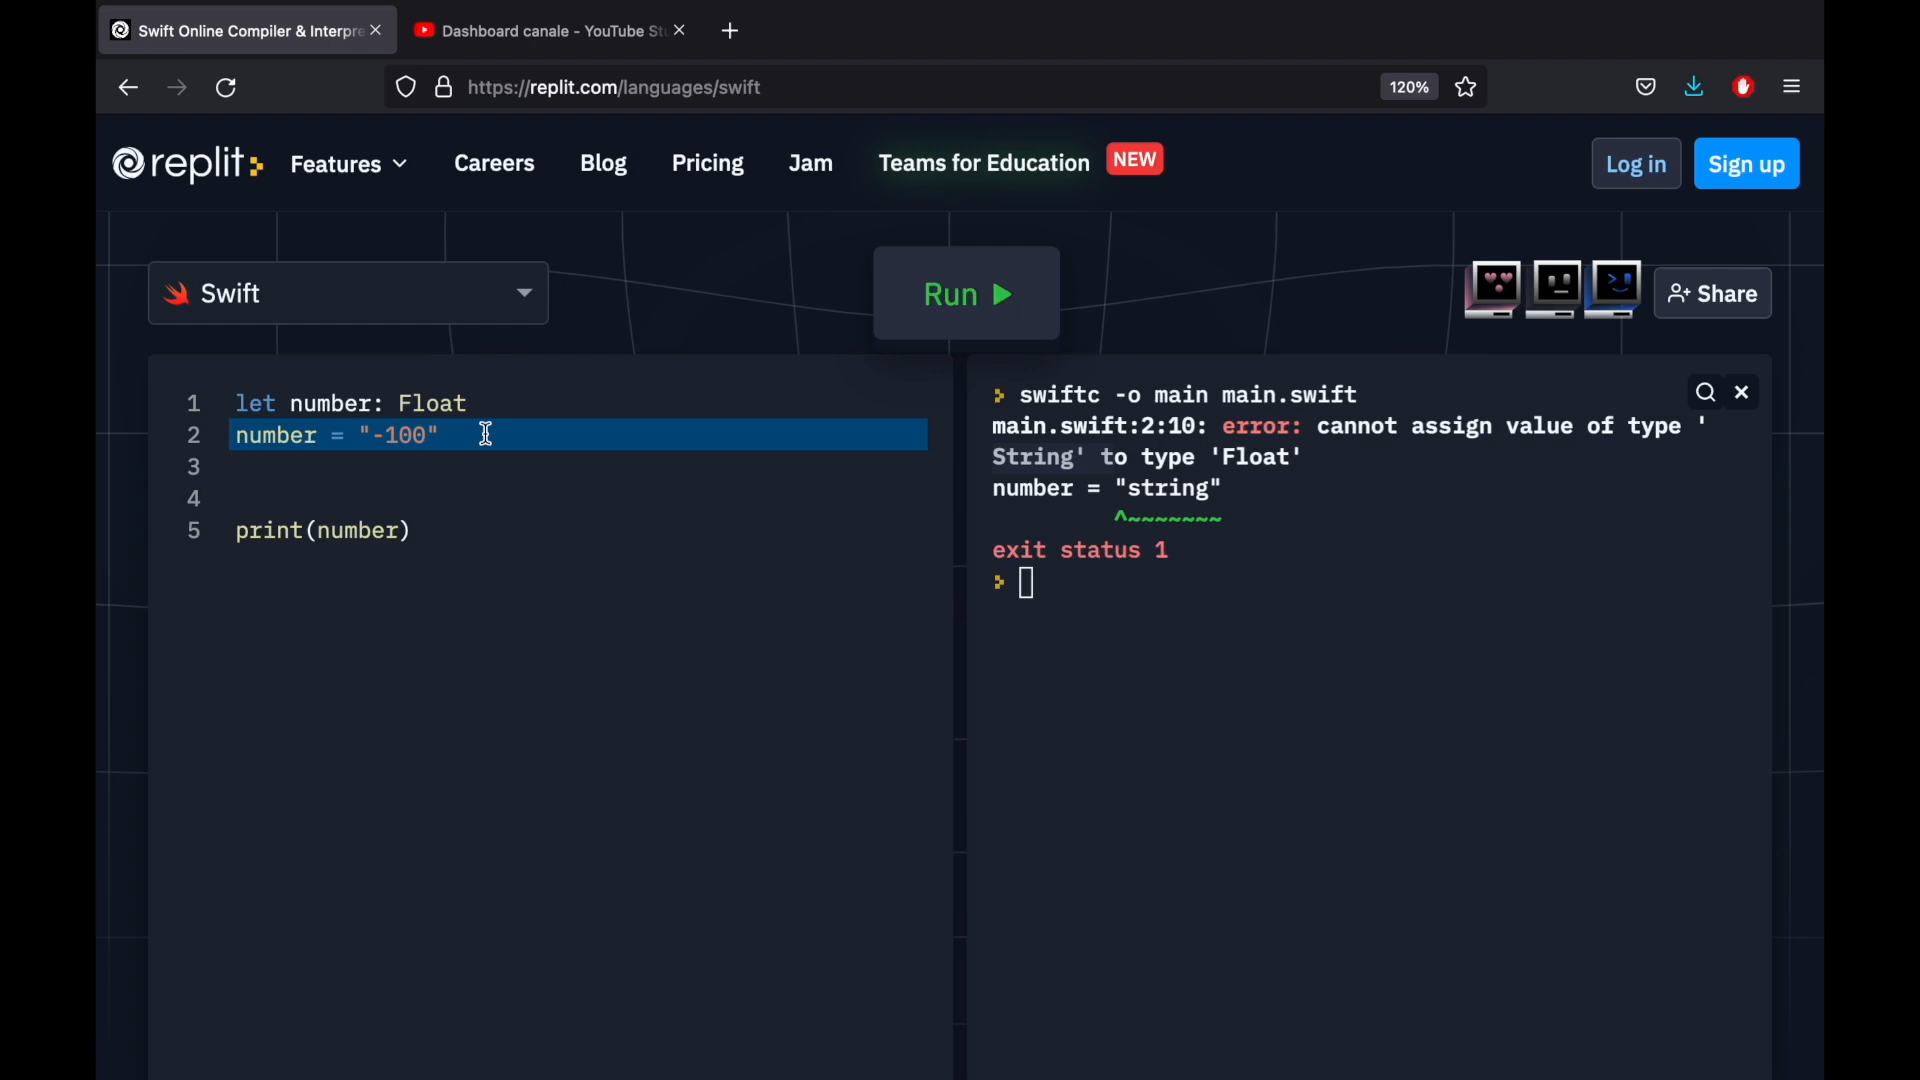 Swift Online Compiler & Interpre
Dashboard canale - YouTube St
https://replit.com/languages/swift
120%
replit
Features
Careers
Blog
Pricing
Jam
Teams for Education
NEW
Log in
Sign up
Swift
Run
Share
1 let number: Float
2 number = "-100"
3
4
5 print(number)
swiftc -o main main.swift
main.swift:2:10: error: cannot assign value of type '
String' to type 'Float'
number = "string"
^~~~~~~~
exit status 1